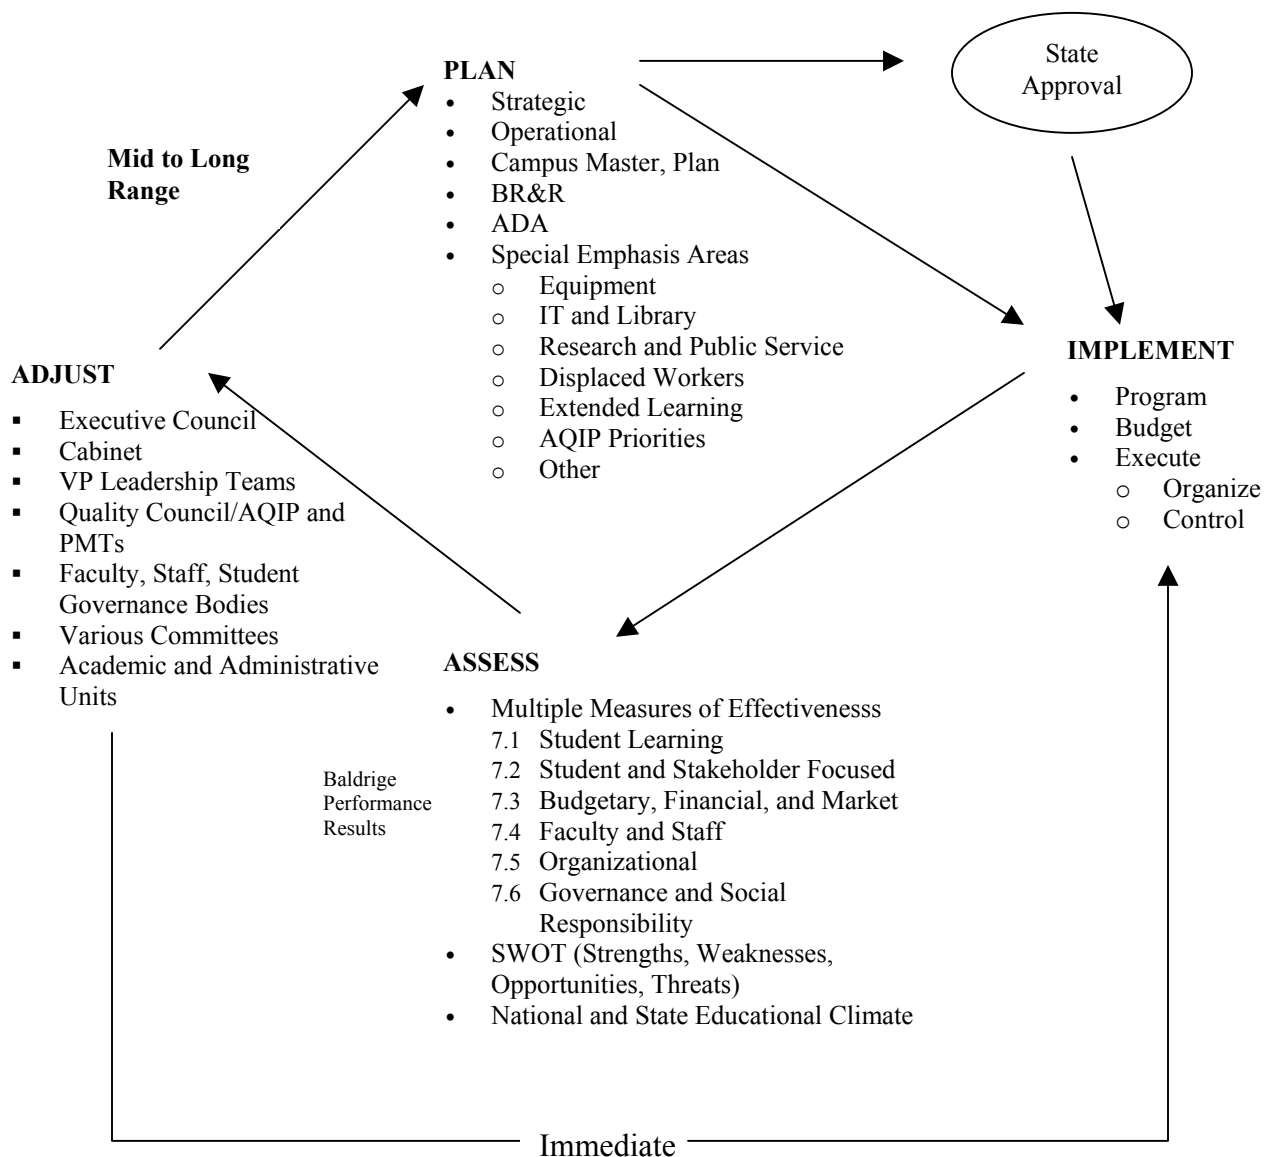 State
Approval
PLAN
• Strategic
• Operational
• Campus Master, Plan
• BR&R
• ADA
• Special Emphasis Areas
o Equipment
o IT and Library
o Research and Public Service
o Displaced Workers
o Extended Learning
o AQIP Priorities
o Other
Mid to Long
Range
IMPLEMENT
• Program
• Budget
• Execute
o Organize
o Control
ADJUST
▪ Executive Council
▪ Cabinet
▪ VP Leadership Teams
▪ Quality Council/AQIP and
PMTs
▪ Faculty, Staff, Student
Governance Bodies
▪ Various Committees
▪ Academic and Administrative
Units
ASSESS
• Multiple Measures of Effectivenesss
7.1 Student Learning
7.2 Student and Stakeholder Focused
7.3 Budgetary, Financial, and Market
7.4 Faculty and Staff
7.5 Organizational
7.6 Governance and Social
Responsibility
• SWOT (Strengths, Weaknesses,
Opportunities, Threats)
• National and State Educational Climate
Baldrige
Performance
Results
Immediate